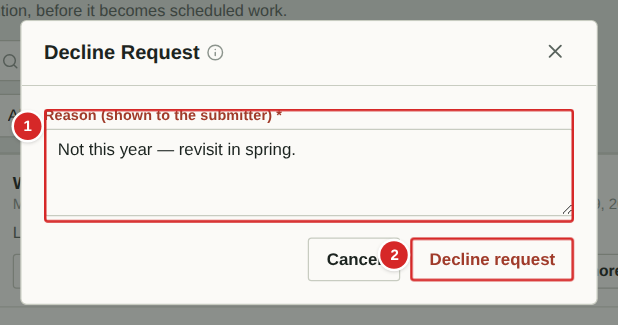 tion, before it becomes scheduled work.
Decline Request
1
Reason (shown to the submitter) *
Not this year — revisit in spring.
Cancel
2
Decline request